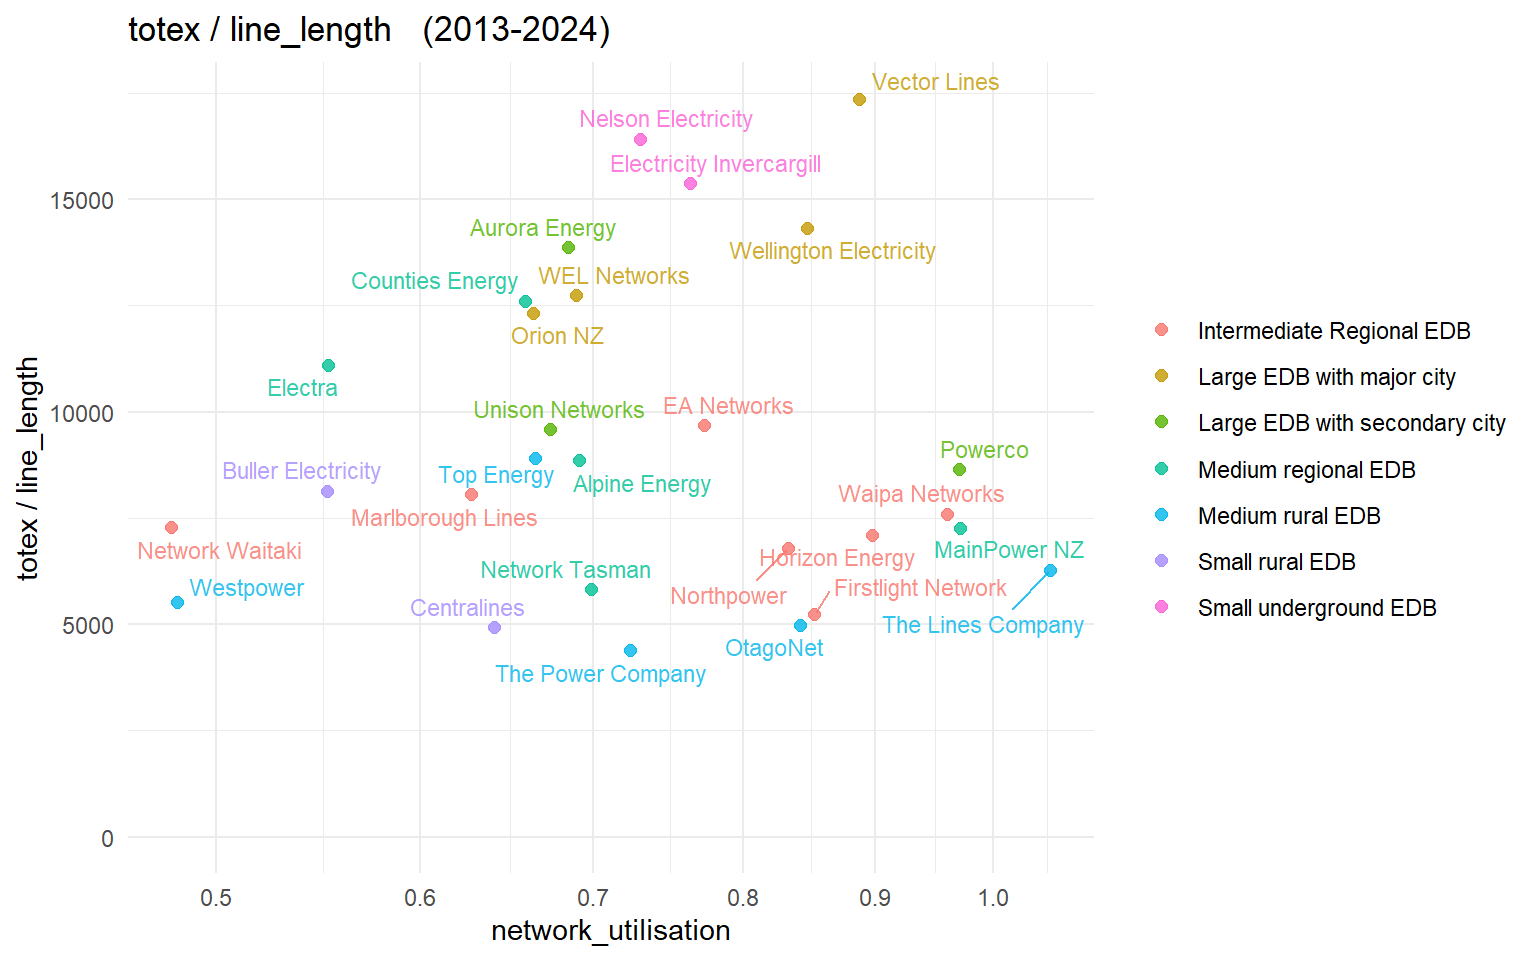 totex / line_length (2013-2024)
Vector Lines
Nelson Electricity
Electricity Invercargill
15000
Aurora Energy
Wellington Electricity
Counties Energy
WEL Networks
Orion NZ
Electra
10000
Unison Networks
EA Networks
Powerco
Buller Electricity
Top Energy
Alpine Energy
Waipa Networks
Marlborough Lines
Network Waitaki
MainPower NZ
Horizon Energy
Network Tasman
Westpower
Northpower
Firstlight Network
Centralines
5000
The Lines Company
OtagoNet
The Power Company
0
totex / line_length
0.5 0.6 0.7 0.8 0.9 1.0
network_utilisation
Intermediate Regional EDB
Large EDB with major city
Large EDB with secondary city
Medium regional EDB
Medium rural EDB
Small rural EDB
Small underground EDB